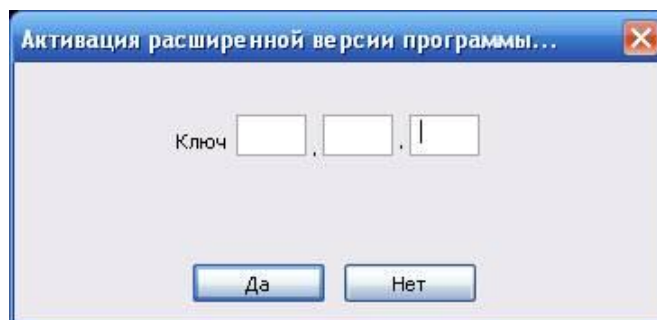 Активация расширенной версии программы...
Ключ , .
Да Нет